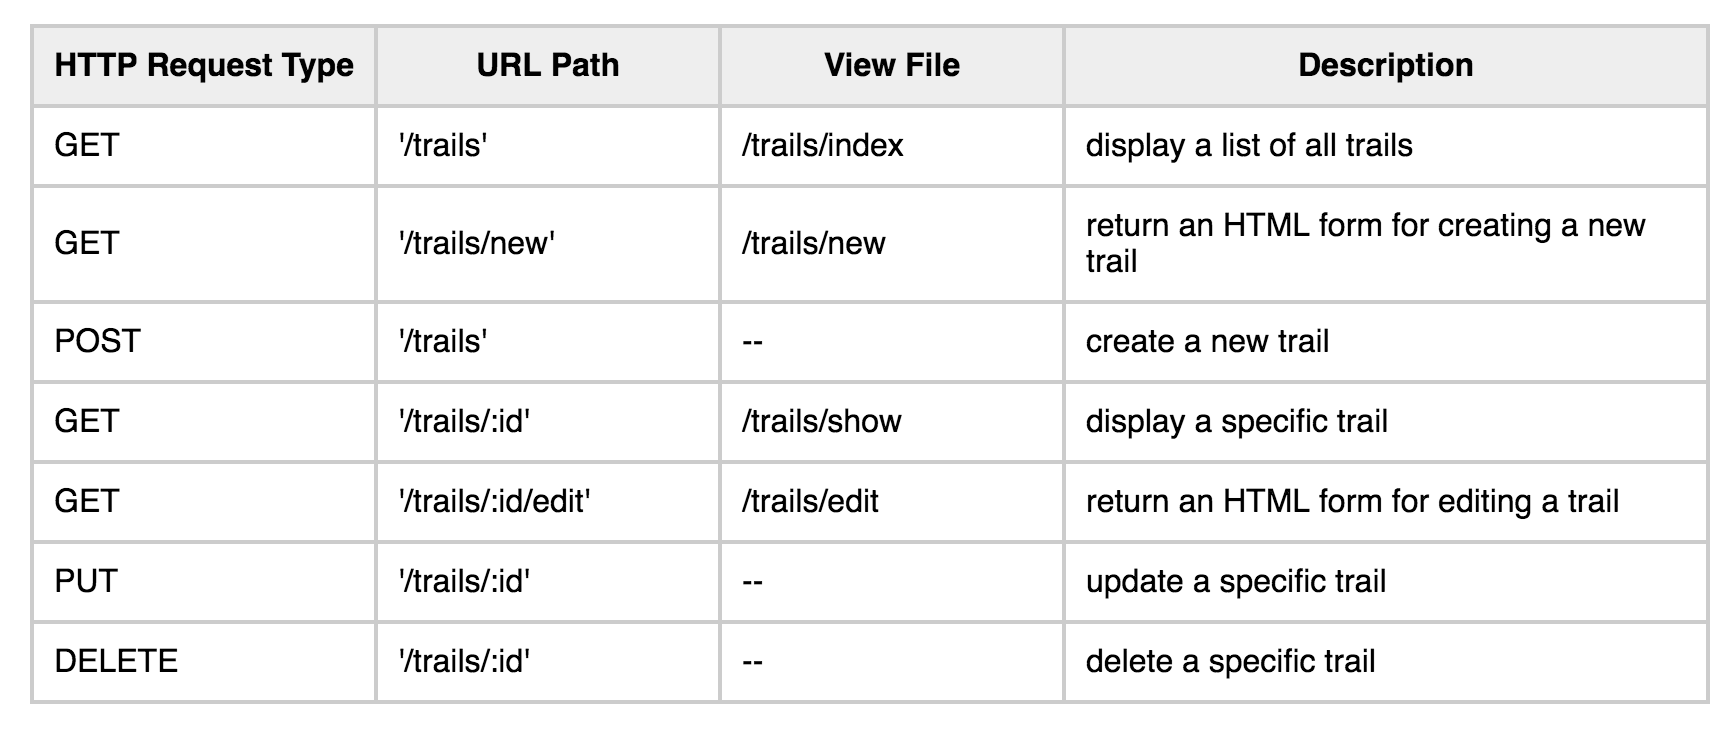 HTTP Request Type URL Path View File Description
GET '/trails' /trails/index display a list of all trails
GET '/trails/new' /trails/new return an HTML form for creating a new
trail
POST '/trails' -- create a new trail
GET '/trails/:id' /trails/show display a specific trail
GET '/trails/:id/edit' /trails/edit return an HTML form for editing a trail
PUT '/trails/:id' -- update a specific trail
DELETE '/trails/:id' -- delete a specific trail